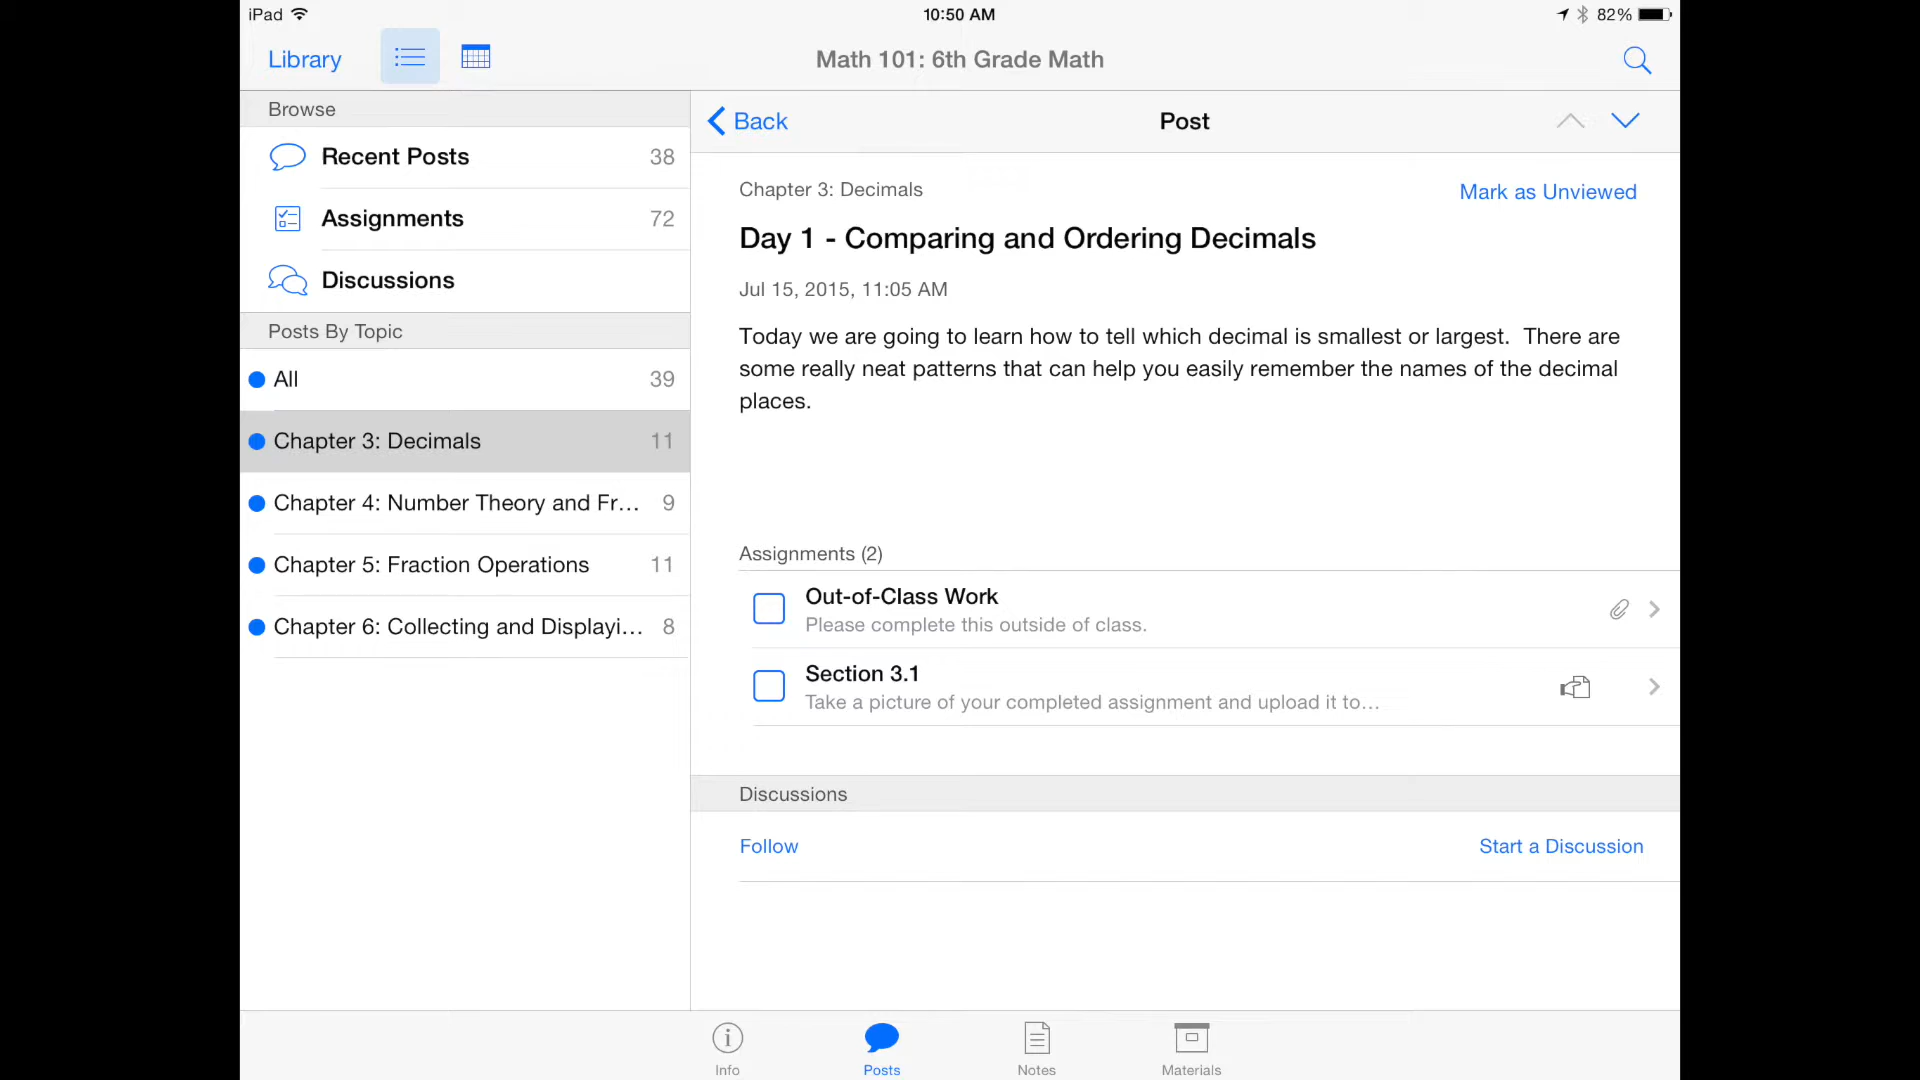 iPad
10:50 AM
82%
Library
Math 101: 6th Grade Math
Browse
Recent Posts 38
Assignments 72
Discussions
Posts By Topic
All 39
Chapter 3: Decimals 11
Chapter 4: Number Theory and Fr... 9
Chapter 5: Fraction Operations 11
Chapter 6: Collecting and Displayi... 8
Back
Post
Chapter 3: Decimals
Mark as Unviewed
Day 1 - Comparing and Ordering Decimals
Jul 15, 2015, 11:05 AM
Today we are going to learn how to tell which decimal is smallest or largest.  There are
some really neat patterns that can help you easily remember the names of the decimal
places.
Assignments (2)
Out-of-Class Work
Please complete this outside of class.
Section 3.1
Take a picture of your completed assignment and upload it to...
Discussions
Follow
Start a Discussion
Info
Posts
Notes
Materials